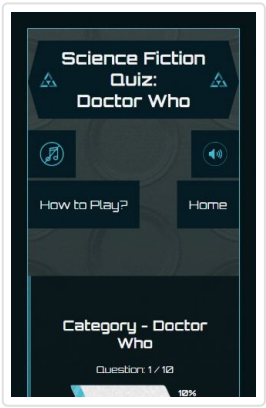 Science Fiction
Quiz:
Doctor Who
How to Play?
Home
Category - Doctor
Who
Question: 1 / 10
10%